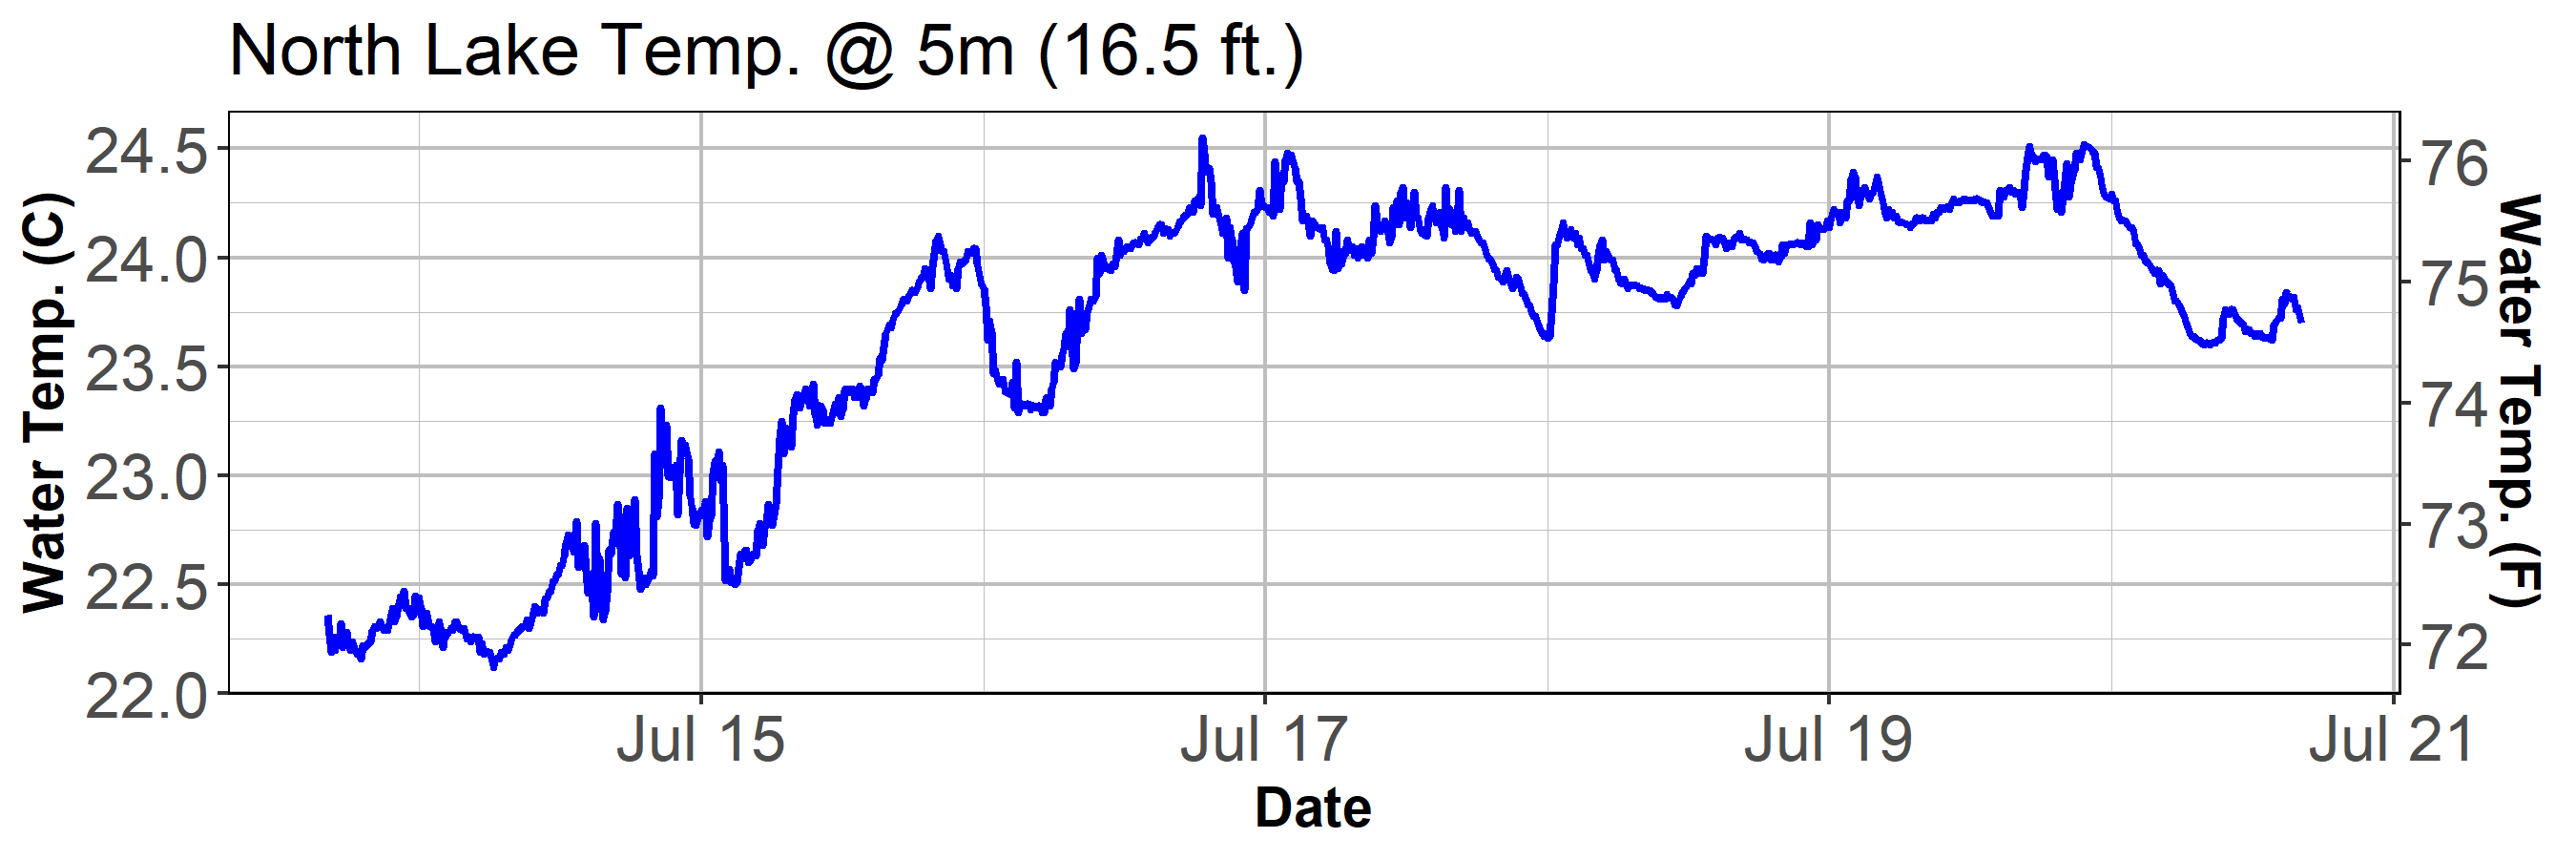 North Lake Temp. @ 5m (16.5 ft.)
Water Temp. (C)
24.5
24.0
23.5
23.0
22.5
22.0
76
75
74
73
72
Water Temp. (F)
Jul 15 Jul 17 Jul 19 Jul 21
Date